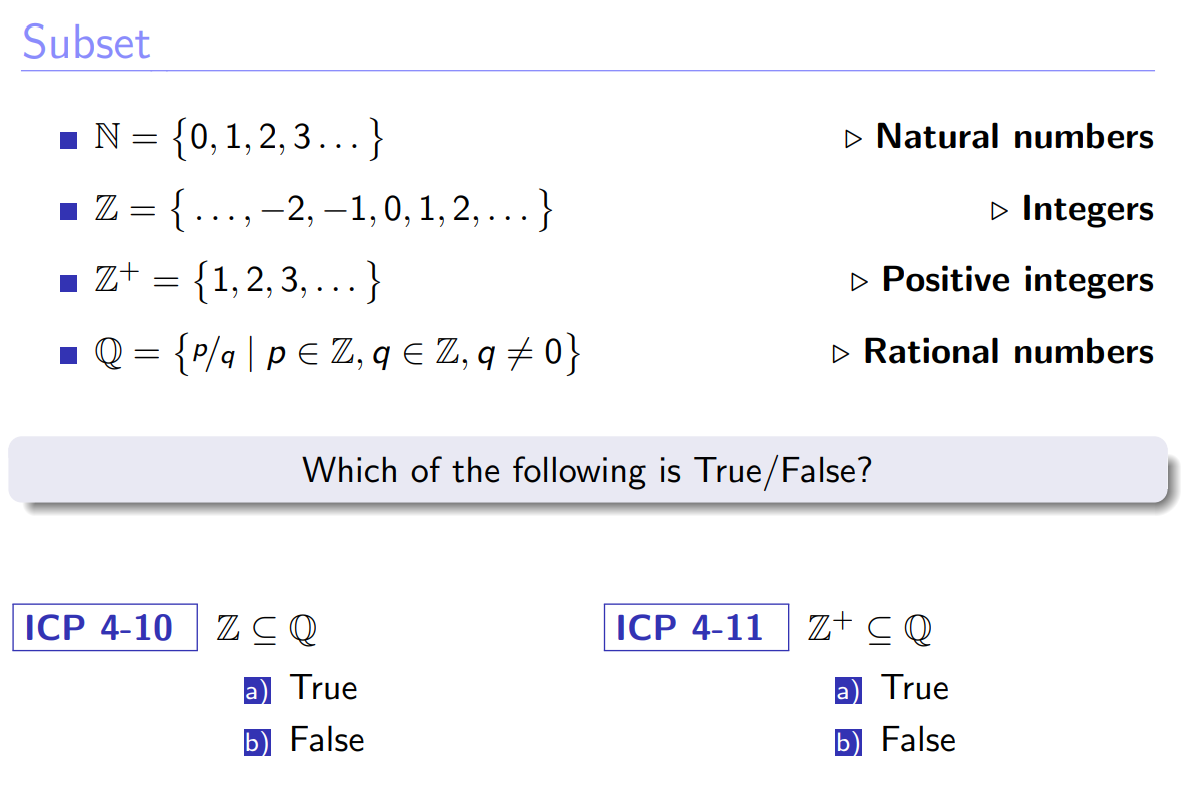 Subset
ℕ = {0, 1, 2, 3 . . . } ▷ Natural numbers
ℤ = { . . . , −2, −1, 0, 1, 2, . . . } ▷ Integers
ℤ⁺ = {1, 2, 3, . . . } ▷ Positive integers
ℚ = {p/q | p ∈ ℤ, q ∈ ℤ, q ≠ 0} ▷ Rational numbers
Which of the following is True/False?
ICP 4-10 ℤ ⊆ ℚ
a) True
b) False
ICP 4-11 ℤ⁺ ⊆ ℚ
a) True
b) False